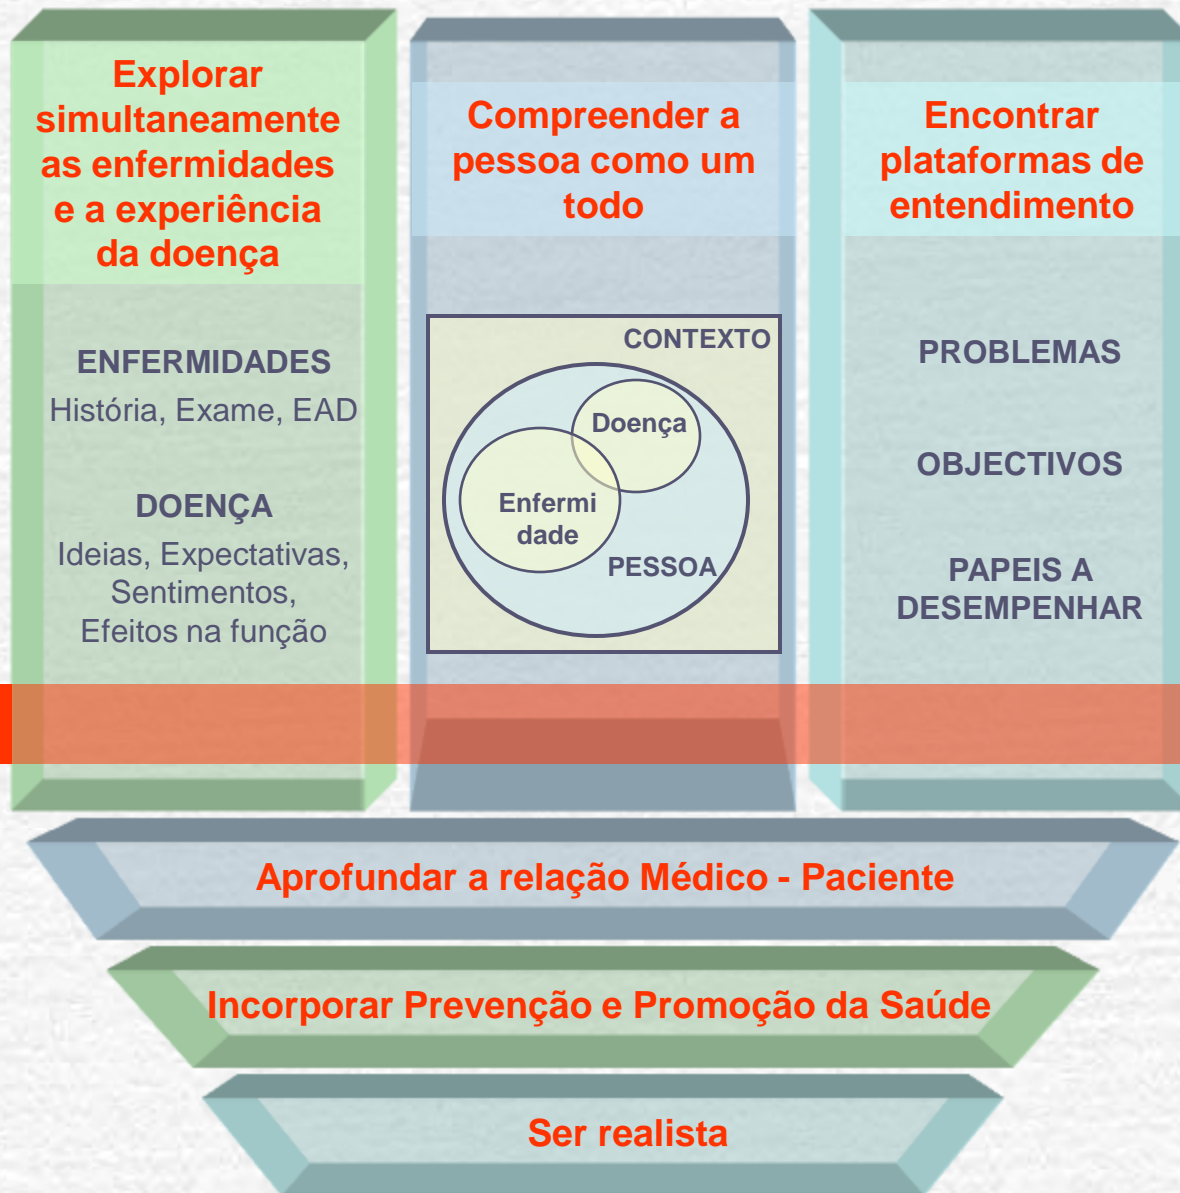 Explorar
simultaneamente
as enfermidades
e a experiência
da doença
ENFERMIDADES
História, Exame, EAD
DOENÇA
Ideias, Expectativas,
Sentimentos,
Efeitos na função
Compreender a
pessoa como um
todo
CONTEXTO
Doença
Enfermi
dade
PESSOA
Encontrar
plataformas de
entendimento
PROBLEMAS
OBJECTIVOS
PAPEIS A
DESEMPENHAR
Aprofundar a relação Médico - Paciente
Incorporar Prevenção e Promoção da Saúde
Ser realista